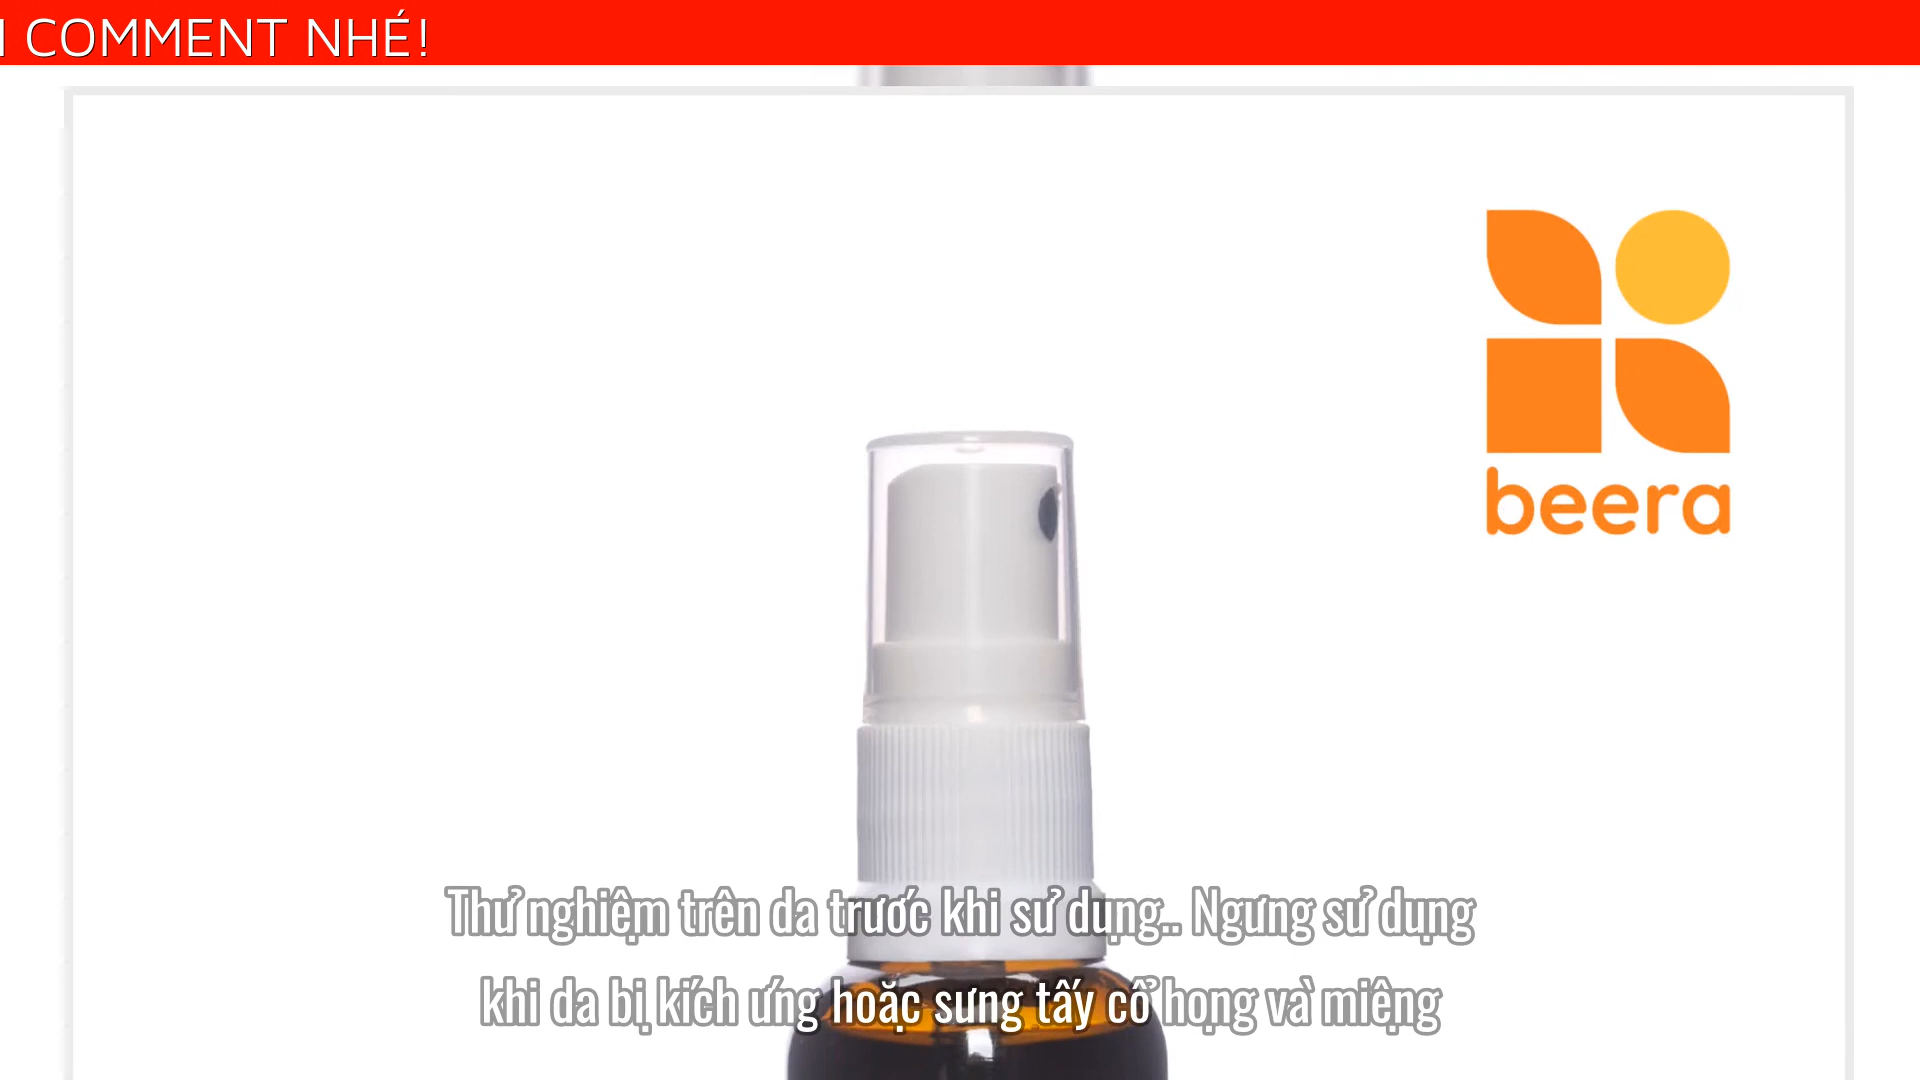 COMMENT NHÉ!
beera
Thử nghiệm trên da trước khi sử dụng.. Ngưng sử dụng
khi da bị kích ứng hoặc sưng tấy cổ họng và miệng